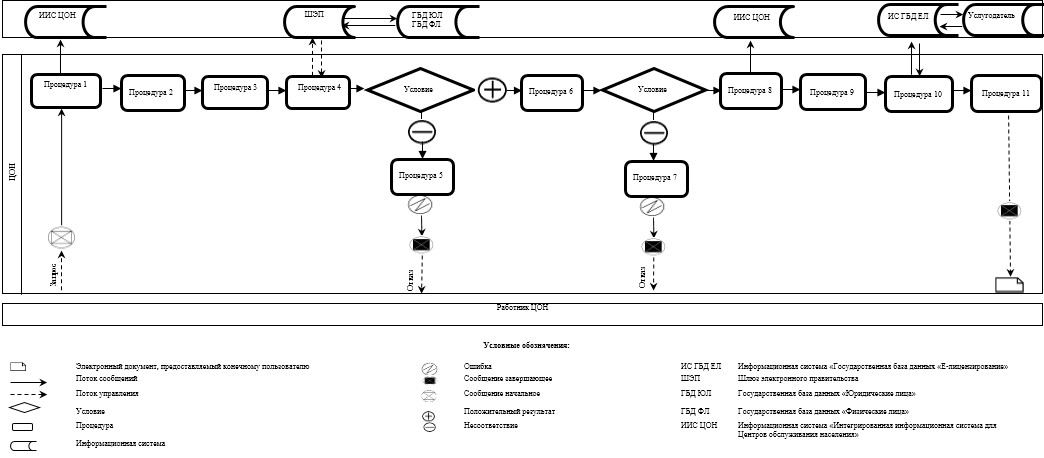 ИИС ЦОН
ШЭП
ГБД ЮЛ
ГБД ФЛ
ИИС ЦОН
ИС ГБД ЕЛ
Услугодатель
ЦОН
Процедура 1
Процедура 2
Процедура 3
Процедура 4
Условие
Процедура 6
Условие
Процедура 8
Процедура 9
Процедура 10
Процедура 11
Процедура 5
Процедура 7
Запрос
Отказ
Отказ
Работник ЦОН
Условные обозначения:
Электронный документ, предоставляемый конечному пользователю
Поток сообщений
Поток управления
Условие
Процедура
Информационная система
Ошибка
Сообщение завершающее
Сообщение начальное
Положительный результат
Несоответствие
ИС ГБД ЕЛ Информационная система «Государственная база данных «Е-лицензирование»
ШЭП Шлюз электронного правительства
ГБД ЮЛ Государственная база данных «Юридические лица»
ГБД ФЛ Государственная база данных «Физические лица»
ИИС ЦОН Информационная система «Интегрированная информационная система для
Центров обслуживания населения»